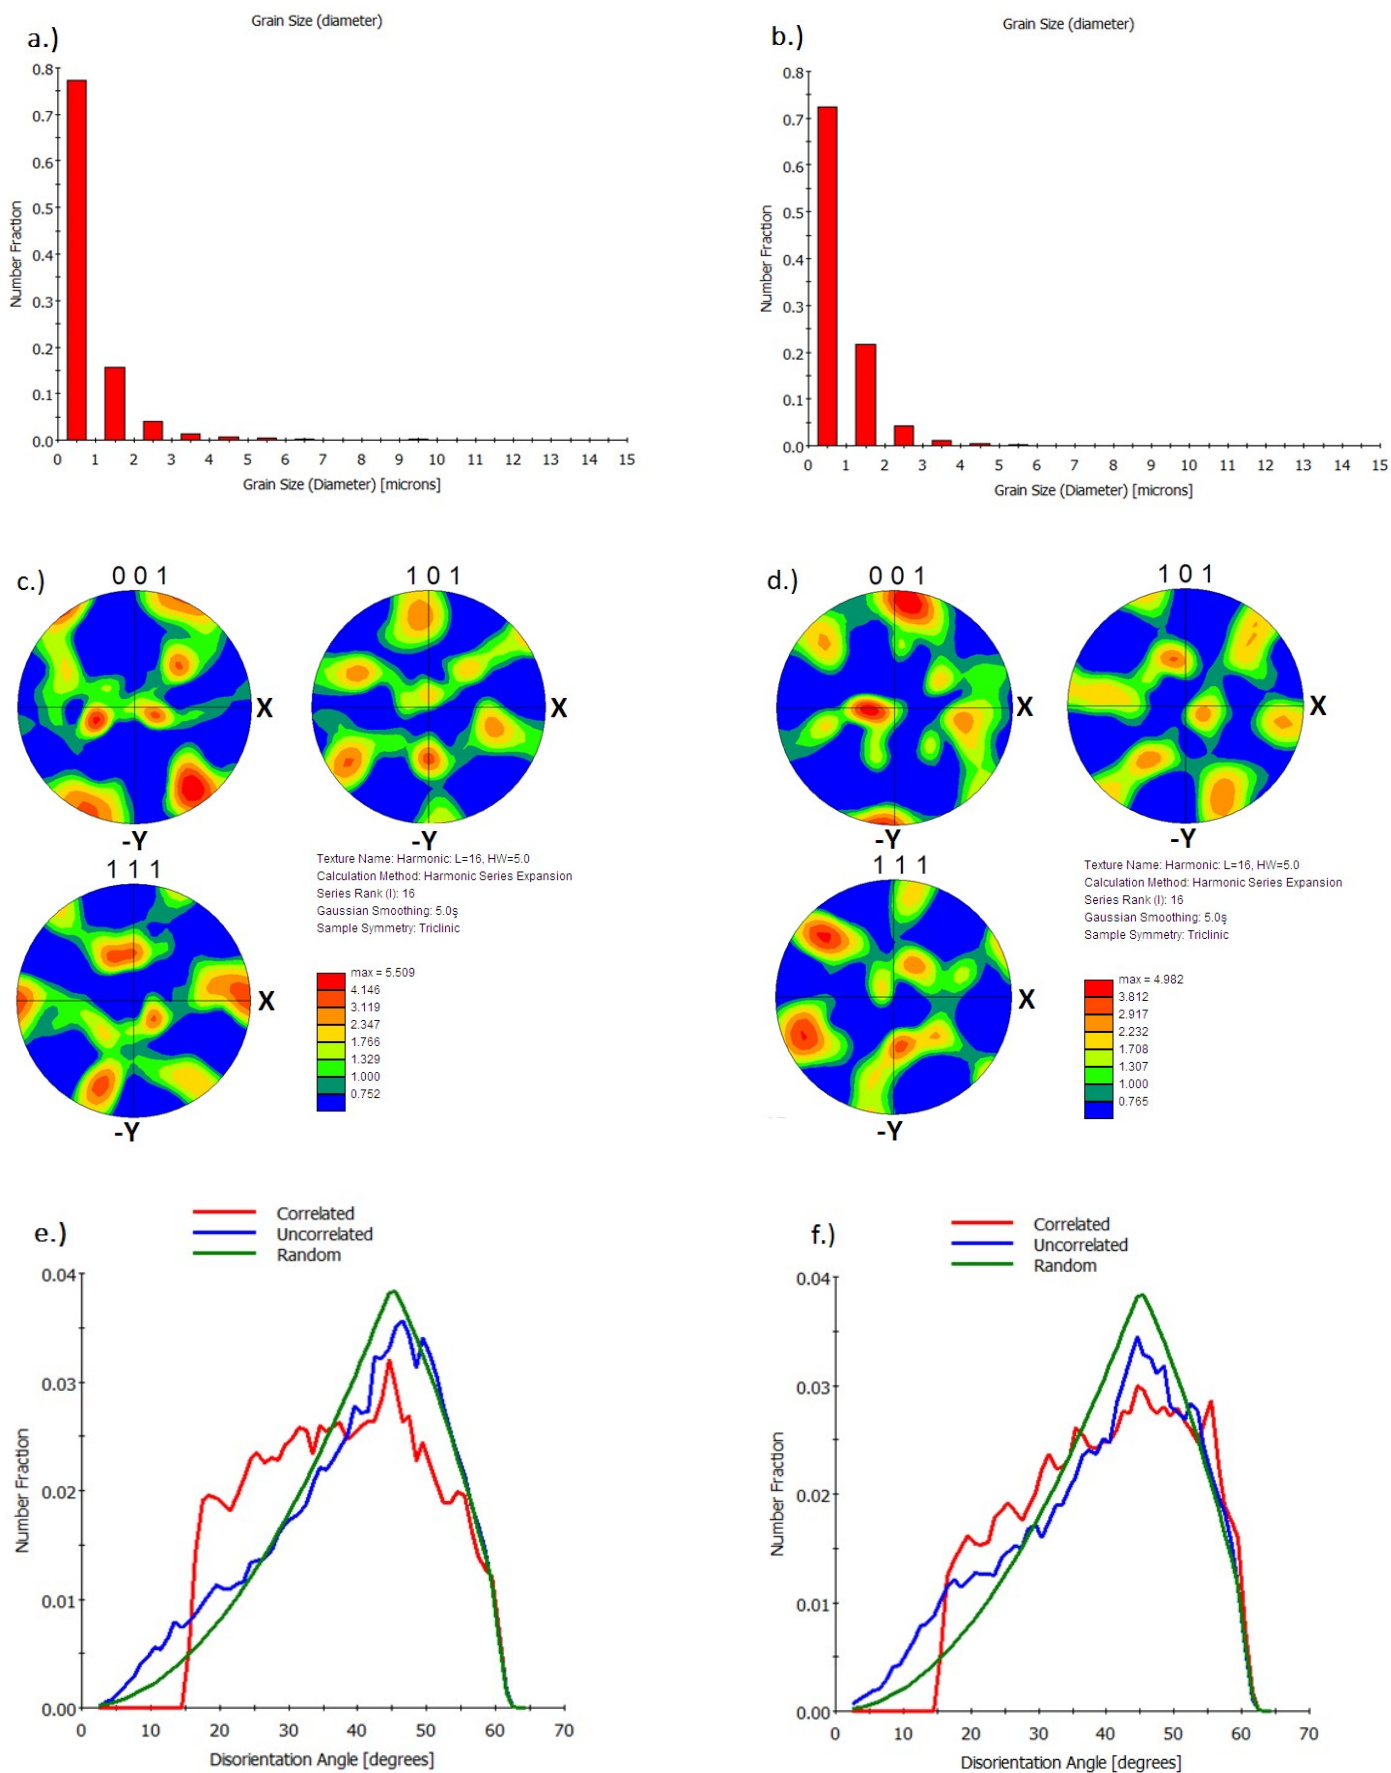 Grain Size (diameter)
a.)
0.8
0.7
0.6
0.5
0.4
0.3
0.2
0.1
0.0
Number Fraction
0 1 2 3 4 5 6 7 8 9 10 11 12 13 14 15
Grain Size (Diameter) [microns]
Grain Size (diameter)
b.)
0.8
0.7
0.6
0.5
0.4
0.3
0.2
0.1
0.0
Number Fraction
0 1 2 3 4 5 6 7 8 9 10 11 12 13 14 15
Grain Size (Diameter) [microns]
c.)
0 0 1
X
-Y
1 0 1
X
-Y
1 1 1
X
-Y
Texture Name: Harmonic: L=16, HW=5.0
Calculation Method: Harmonic Series Expansion
Series Rank (l): 16
Gaussian Smoothing: 5.0ş
Sample Symmetry: Triclinic
max = 5.509
4.146
3.119
2.347
1.766
1.329
1.000
0.752
d.)
0 0 1
X
-Y
1 0 1
X
-Y
1 1 1
X
-Y
Texture Name: Harmonic: L=16, HW=5.0
Calculation Method: Harmonic Series Expansion
Series Rank (l): 16
Gaussian Smoothing: 5.0ş
Sample Symmetry: Triclinic
max = 4.982
3.812
2.917
2.232
1.708
1.307
1.000
0.765
e.)
Correlated
Uncorrelated
Random
0.04
0.03
0.02
0.01
0.00
Number Fraction
0 10 20 30 40 50 60 70
Disorientation Angle [degrees]
f.)
Correlated
Uncorrelated
Random
0.04
0.03
0.02
0.01
0.00
Number Fraction
0 10 20 30 40 50 60 70
Disorientation Angle [degrees]